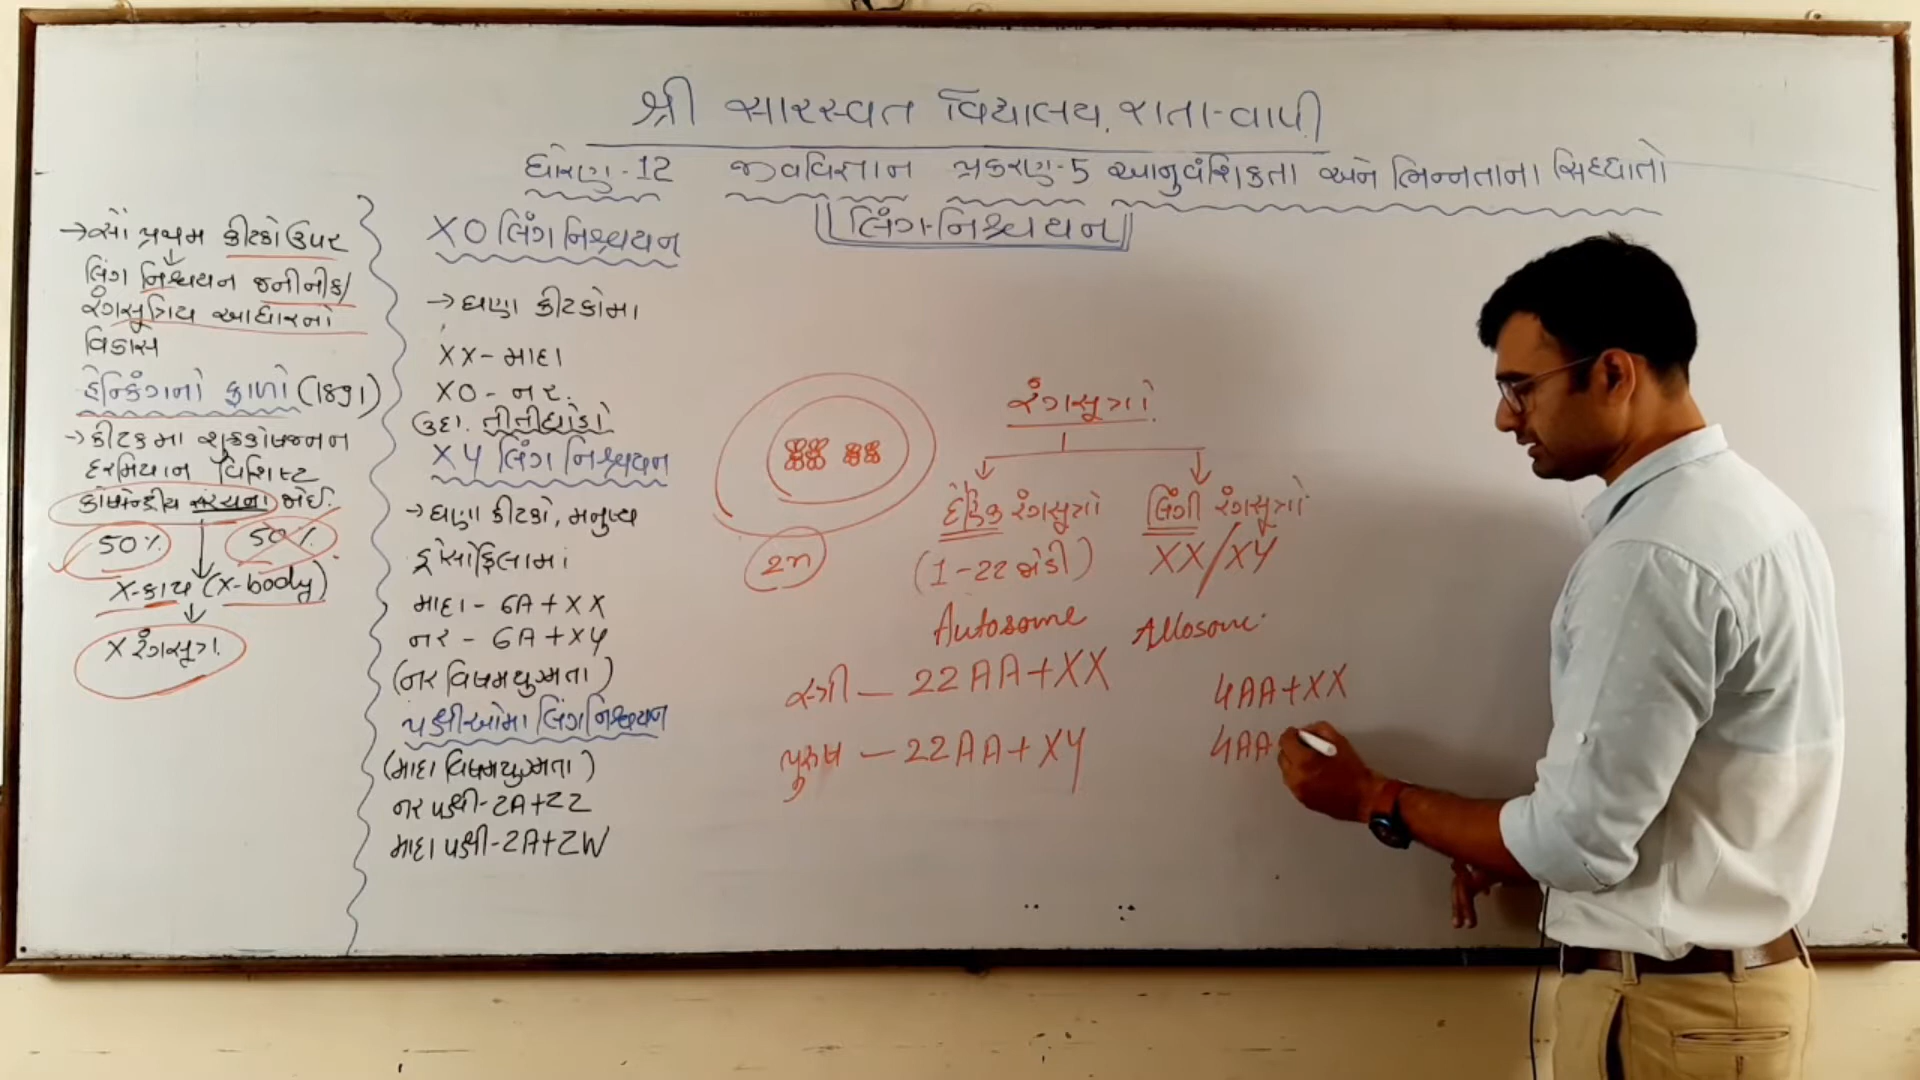 શ્રી સારસ્વત વિદ્યાલય, રાતા-વાપી
ધોરણ-12 જીવવિજ્ઞાન પ્રકરણ-5 આનુવંશિકતા અને ભિન્નતાના સિદ્ધાતો
લિંગ-નિશ્ચયન
→ સૌ પ્રથમ કીટકો ઉપર
લિંગ નિશ્ચયન જનીનીક/
રંગસૂત્રિય આધારનો
વિકાસ
હેન્કિંગનો ફાળો (1891)
→ કીટકમા શુક્રકોષજનન
દરમિયાન વિશિષ્ટ
કોષકેન્દ્રીય સંરચના જોઈ.
50% 50%
X-કાય (X-body)
X રંગસૂત્ર.
XO લિંગ નિશ્ચયન
→ ઘણા કીટકોમા
XX- માદા
XO - નર.
ઉદા. તીતીઘોડો
XY લિંગ નિશ્ચયન
→ ઘણા કીટકો, મનુષ્ય
ડ્રોસોફિલામાં
માદા - 6A + XX
નર - 6A + XY
(નર વિષમયુગ્મતા)
પક્ષીઓમા લિંગ નિશ્ચયન
(માદા વિષમયુગ્મતા)
નર પક્ષી- 2A+ZZ
માદા પક્ષી-2A+ZW
2n
રંગસૂત્રો
દૈહિક રંગસૂત્રો લિંગી રંગસૂત્રો
(1-22 જોડી) XX/XY
Autosome Allosome
સ્ત્રી — 22AA+XX
પુરુષ — 22AA+XY
4AA+XX
4AA